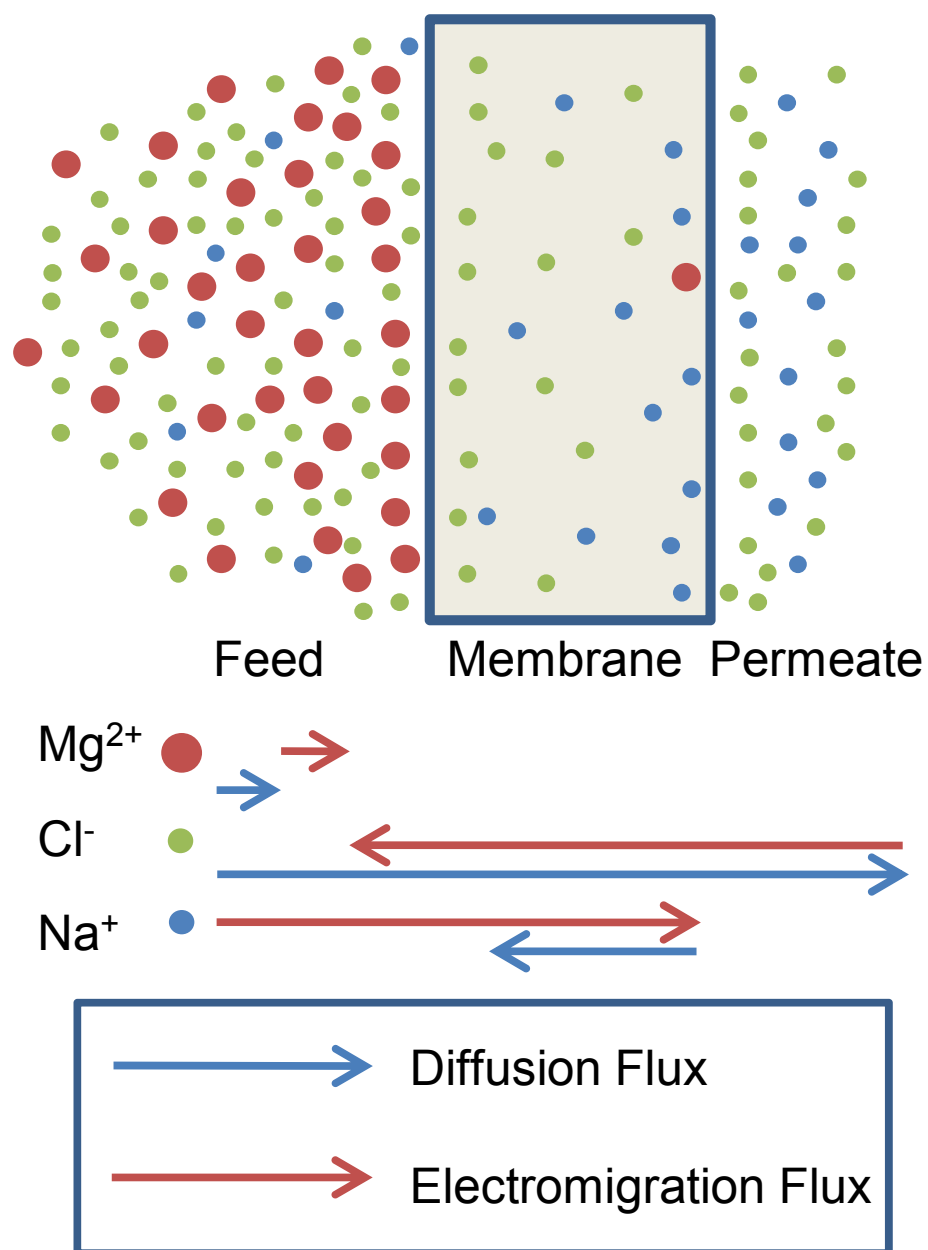 Feed Membrane Permeate
Mg²⁺
Cl⁻
Na⁺
Diffusion Flux
Electromigration Flux